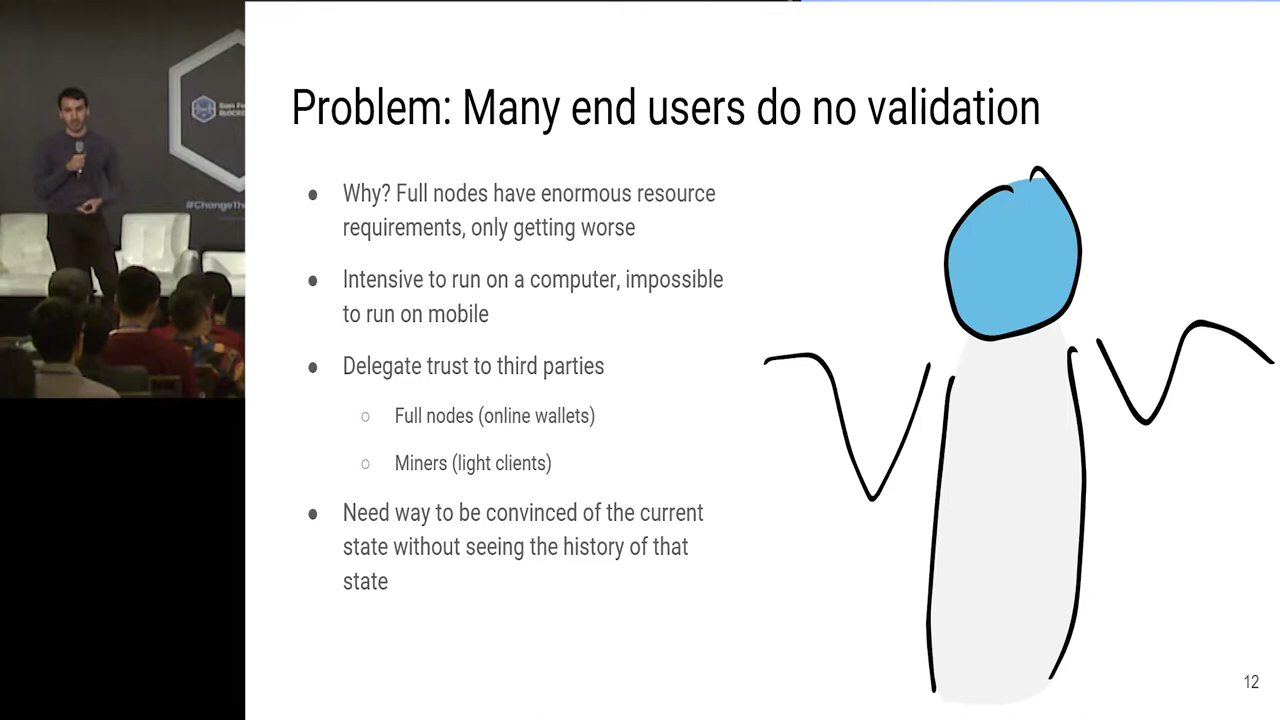 Problem: Many end users do no validation
● Why? Full nodes have enormous resource
requirements, only getting worse
● Intensive to run on a computer, impossible
to run on mobile
● Delegate trust to third parties
○ Full nodes (online wallets)
○ Miners (light clients)
● Need way to be convinced of the current
state without seeing the history of that
state
12
#ChangeThe